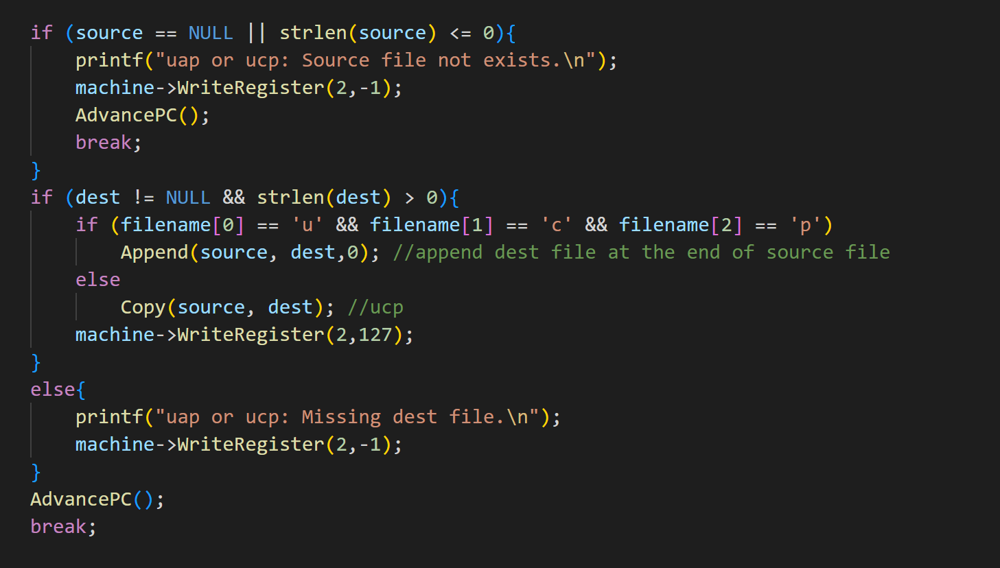 if (source == NULL || strlen(source) <= 0){
    printf("uap or ucp: Source file not exists.\n");
    machine->WriteRegister(2,-1);
    AdvancePC();
    break;
}
if (dest != NULL && strlen(dest) > 0){
    if (filename[0] == 'u' && filename[1] == 'c' && filename[2] == 'p')
        Append(source, dest,0); //append dest file at the end of source file
    else
        Copy(source, dest); //ucp
    machine->WriteRegister(2,127);
}
else{
    printf("uap or ucp: Missing dest file.\n");
    machine->WriteRegister(2,-1);
}
AdvancePC();
break;